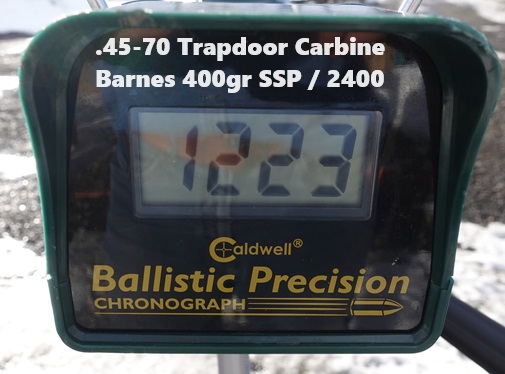 .45-70 Trapdoor Carbine
Barnes 400gr SSP / 2400
1223
Caldwell®
Ballistic Precision
CHRONOGRAPH